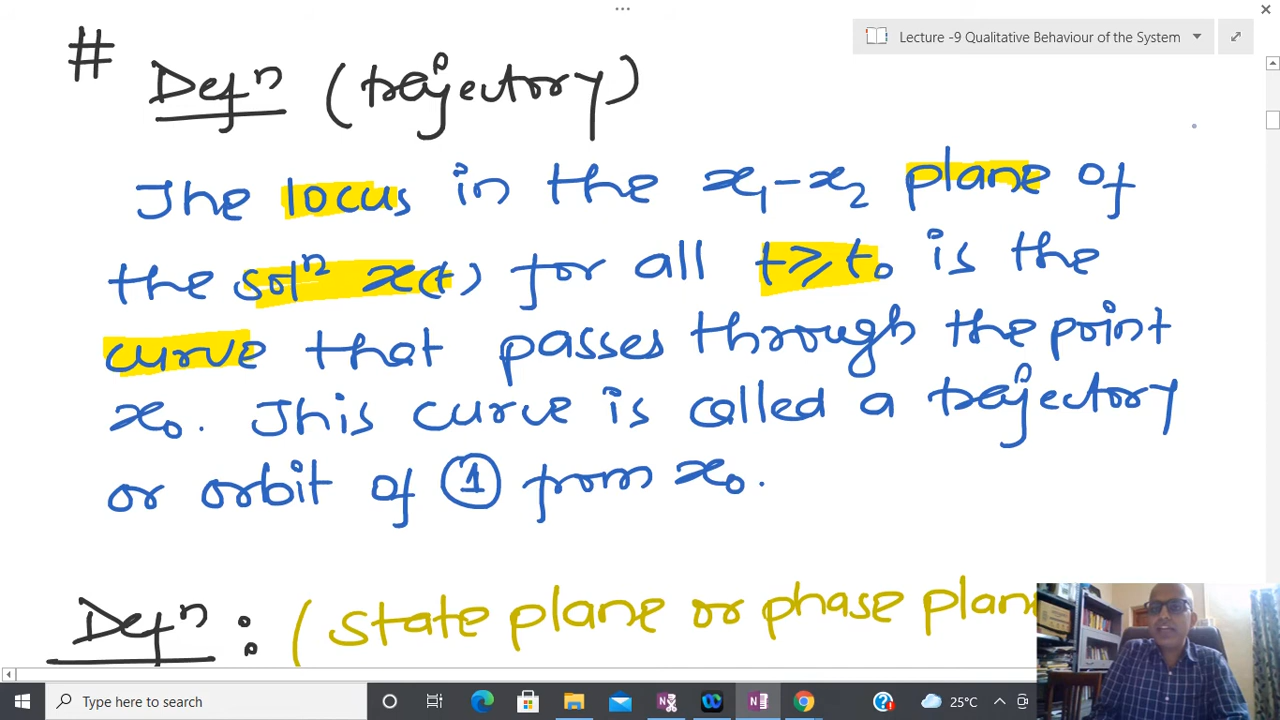 ...
Lecture -9 Qualitative Behaviour of the System
#
Defⁿ (trajectory)
The locus in the x₁-x₂ plane of
the solⁿ x(t) for all t≥t₀ is the
curve that passes through the point
x₀. This curve is called a trajectory
or orbit of ① from x₀.
Defⁿ: (state plane or phase plan
Type here to search
25°C